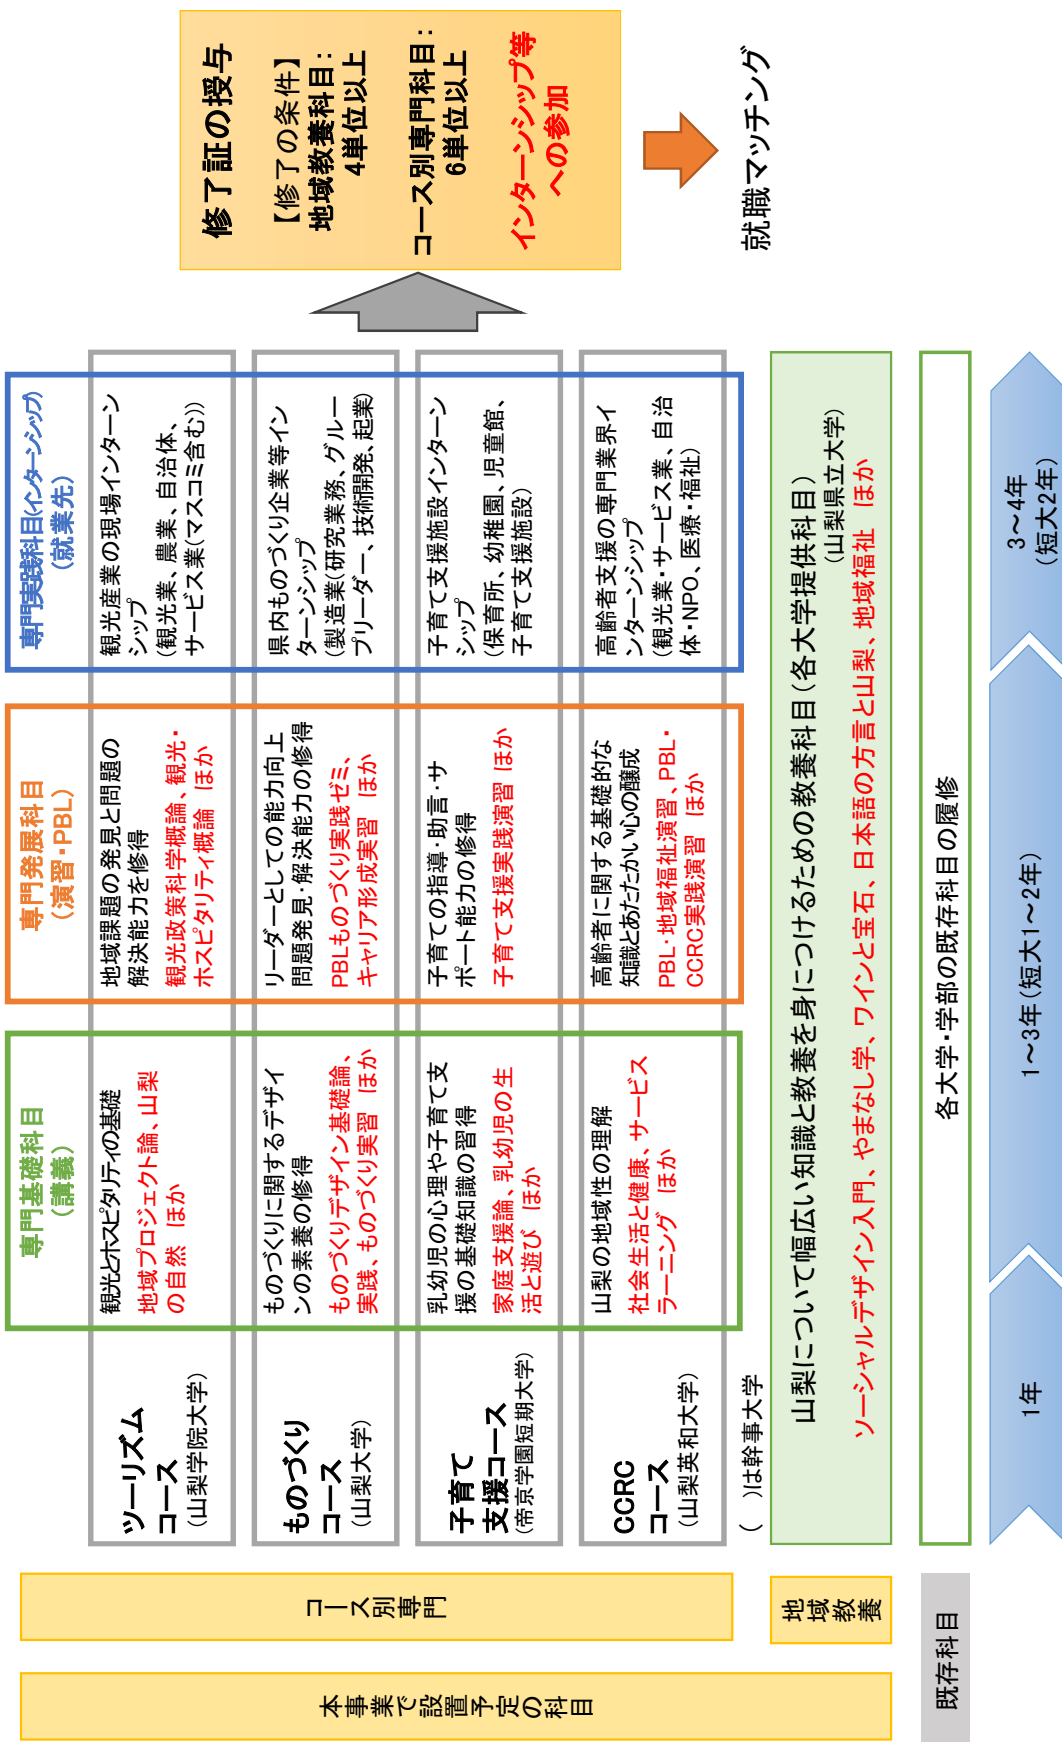 本事業で設置予定の科目
コース別専門
地域
教養
既存科目
専門基礎科目
(講義)
専門発展科目
(演習・PBL)
専門実践科目(インターンシップ)
(就業先)
ツーリズム
コース
(山梨学院大学)
観光とホスピタリティの基礎
地域プロジェクト論、山梨
の自然　ほか
地域課題の発見と問題の
解決能力を修得
観光政策科学概論、観光・
ホスピタリティ概論　ほか
観光産業の現場インターン
シップ
(観光業、農業、自治体、
サービス業(マスコミ含む))
ものづくり
コース
(山梨大学)
ものづくりに関するデザイ
ンの素養の修得
ものづくりデザイン基礎論、
実践、ものづくり実習　ほか
リーダーとしての能力向上
問題発見・解決能力の修得
PBLものづくり実践ゼミ、
キャリア形成実習　ほか
県内ものづくり企業等イン
ターンシップ
(製造業(研究業務、グルー
プリーダー、技術開発、起業)
子育て
支援コース
(帝京学園短期大学)
乳幼児の心理や子育て支
援の基礎知識の習得
家庭支援論、乳幼児の生
活と遊び　ほか
子育ての指導・助言・サ
ポート能力の修得
子育て支援実践演習 ほか
子育て支援施設インターン
シップ
(保育所、幼稚園、児童館、
子育て支援施設)
CCRC
コース
(山梨英和大学)
山梨の地域性の理解
社会生活と健康、サービス
ラーニング　ほか
高齢者に関する基礎的な
知識とあたたかい心の醸成
PBL・地域福祉演習、PBL・
CCRC実践演習　ほか
高齢者支援の専門業界イ
ンターンシップ
(観光業・サービス業、自治
体・NPO、医療・福祉)
(　)は幹事大学
山梨について幅広い知識と教養を身につけるための教養科目(各大学提供科目)
(山梨県立大学)
ソーシャルデザイン入門、やまなし学、ワインと宝石、日本語の方言と山梨、地域福祉　ほか
各大学・学部の既存科目の履修
1年
1～3年(短大1～2年)
3～4年
(短大2年)
修了証の授与
【修了の条件】
地域教養科目:
4単位以上
コース別専門科目:
6単位以上
インターンシップ等
への参加
就職マッチング